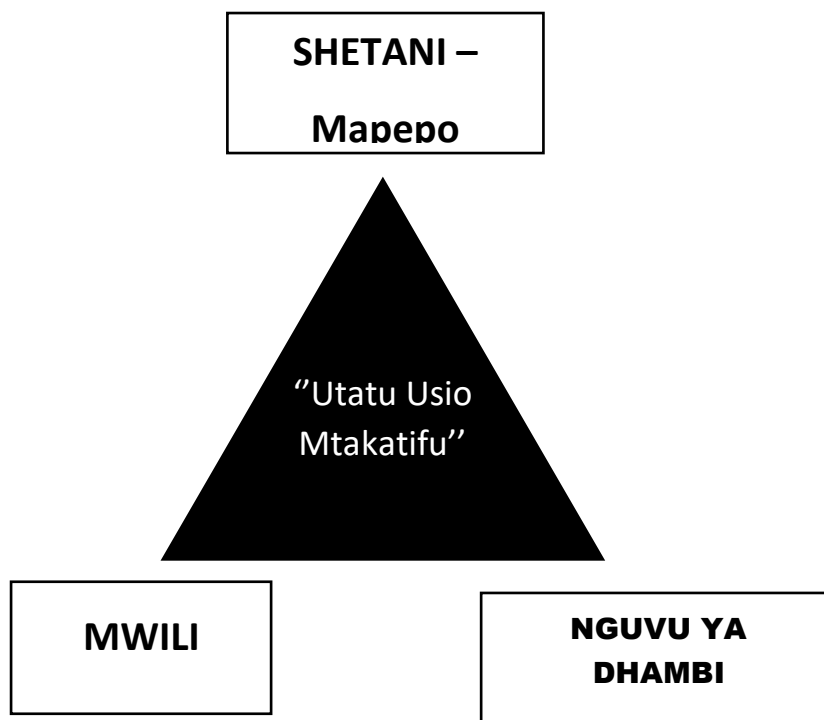 SHETANI –
Mapepo
‘’Utatu Usio
Mtakatifu’’
MWILI
NGUVU YA
DHAMBI